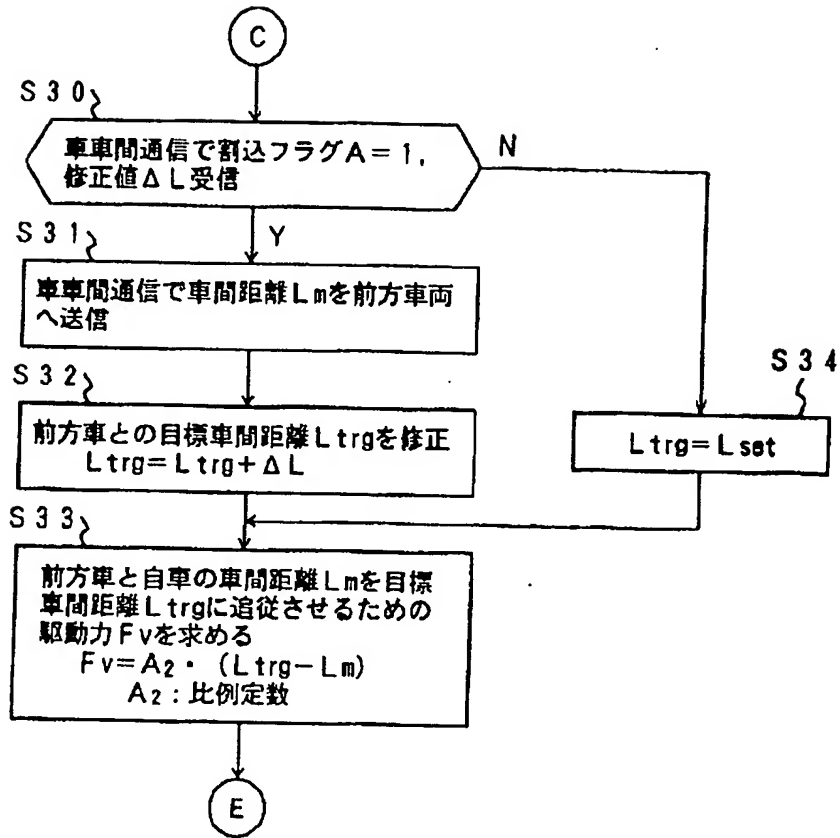 C
S30
車車間通信で割込フラグA=1,
修正値ΔL受信
N
Y
S31
車車間通信で車間距離Lmを前方車両
へ送信
S32
前方車との目標車間距離Ltrgを修正
Ltrg=Ltrg+ΔL
S34
Ltrg=Lset
S33
前方車と自車の車間距離Lmを目標
車間距離Ltrgに追従させるための
駆動力Fvを求める
Fv=A2・(Ltrg-Lm)
A2:比例定数
E